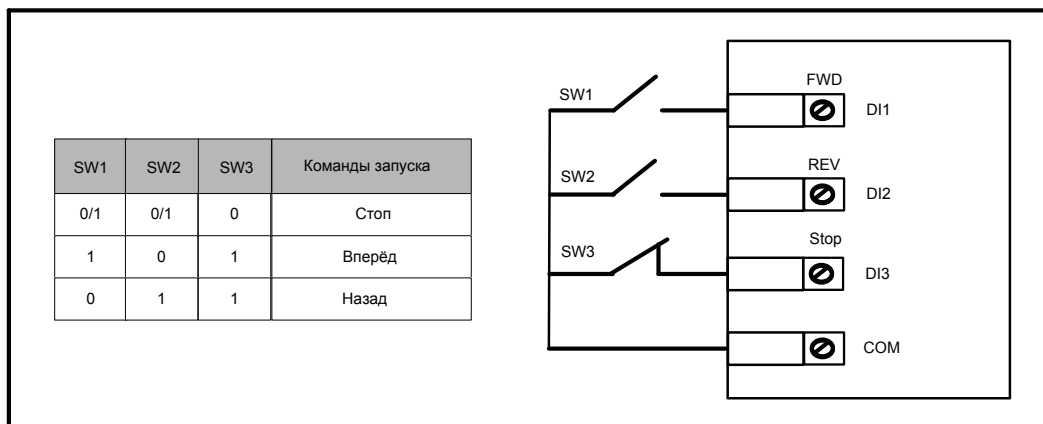 SW1 SW2 SW3 Команды запуска
0/1 0/1 0 Стоп
1 0 1 Вперёд
0 1 1 Назад
FWD
SW1
DI1
REV
SW2
DI2
Stop
SW3
DI3
COM